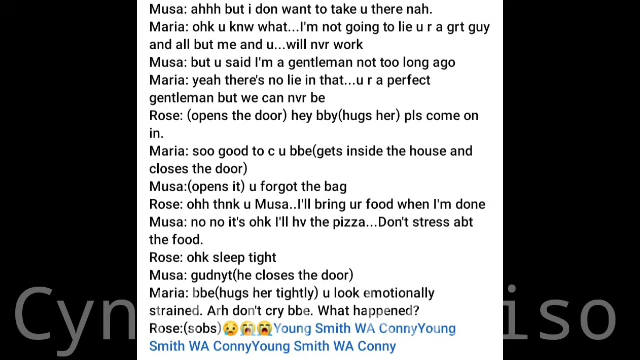 Musa: ahhh but i don want to take u there nah.
Maria: ohk u knw what...I'm not going to lie u r a grt guy
and all but me and u...will nvr work
Musa: but u said I'm a gentleman not too long ago
Maria: yeah there's no lie in that...u r a perfect
gentleman but we can nvr be
Rose: (opens the door) hey bby(hugs her) pls come on
in.
Maria: soo good to c u bbe(gets inside the house and
closes the door)
Musa:(opens it) u forgot the bag
Rose: ohh thnk u Musa..I'll bring ur food when I'm done
Musa: no no it's ohk I'll hv the pizza...Don't stress abt
the food.
Rose: ohk sleep tight
Musa: gudnyt(he closes the door)
Maria: bbe(hugs her tightly) u look emotionally
strained. Arh don't cry bbe. What happened?
Rose:(sobs)😢😭😭Young Smith WA ConnyYoung
Smith WA ConnyYoung Smith WA Conny